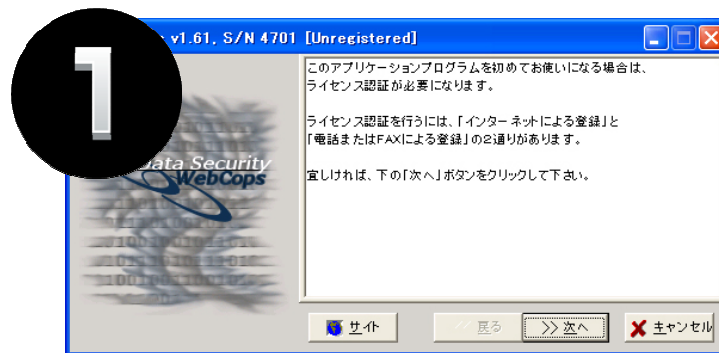 1
v1.61, S/N 4701 [Unregistered]
このアプリケーションプログラムを初めてお使いになる場合は、
ライセンス認証が必要になります。
ライセンス認証を行うには、「インターネットによる登録」と
「電話またはFAXによる登録」の2通りがあります。
宜しければ、下の「次へ」ボタンをクリックして下さい。
Data Security
WebCops
サイト
<< 戻る
>> 次へ
キャンセル